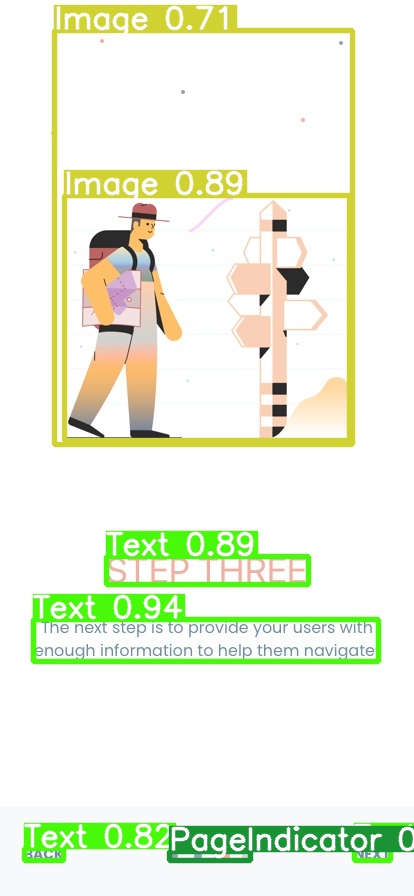 Image 0.71
Image 0.89
Text 0.89
STEP THREE
Text 0.94
The next step is to provide your users with
enough information to help them navigate
Text 0.82
PageIndicator 0
BACK
NEXT